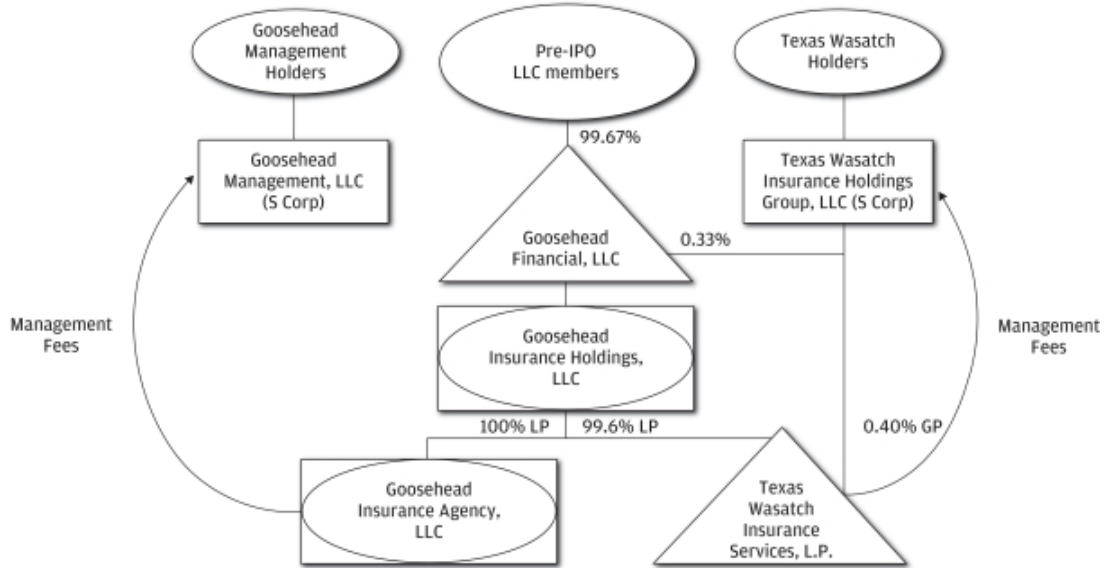 Goosehead
Management
Holders
Pre-IPO
LLC members
Texas Wasatch
Holders
99.67%
Goosehead
Management, LLC
(S Corp)
Texas Wasatch
Insurance Holdings
Group, LLC (S Corp)
Goosehead
Financial, LLC
0.33%
Management
Fees
Goosehead
Insurance Holdings,
LLC
Management
Fees
100% LP
99.6% LP
0.40% GP
Goosehead
Insurance Agency,
LLC
Texas
Wasatch
Insurance
Services, L.P.